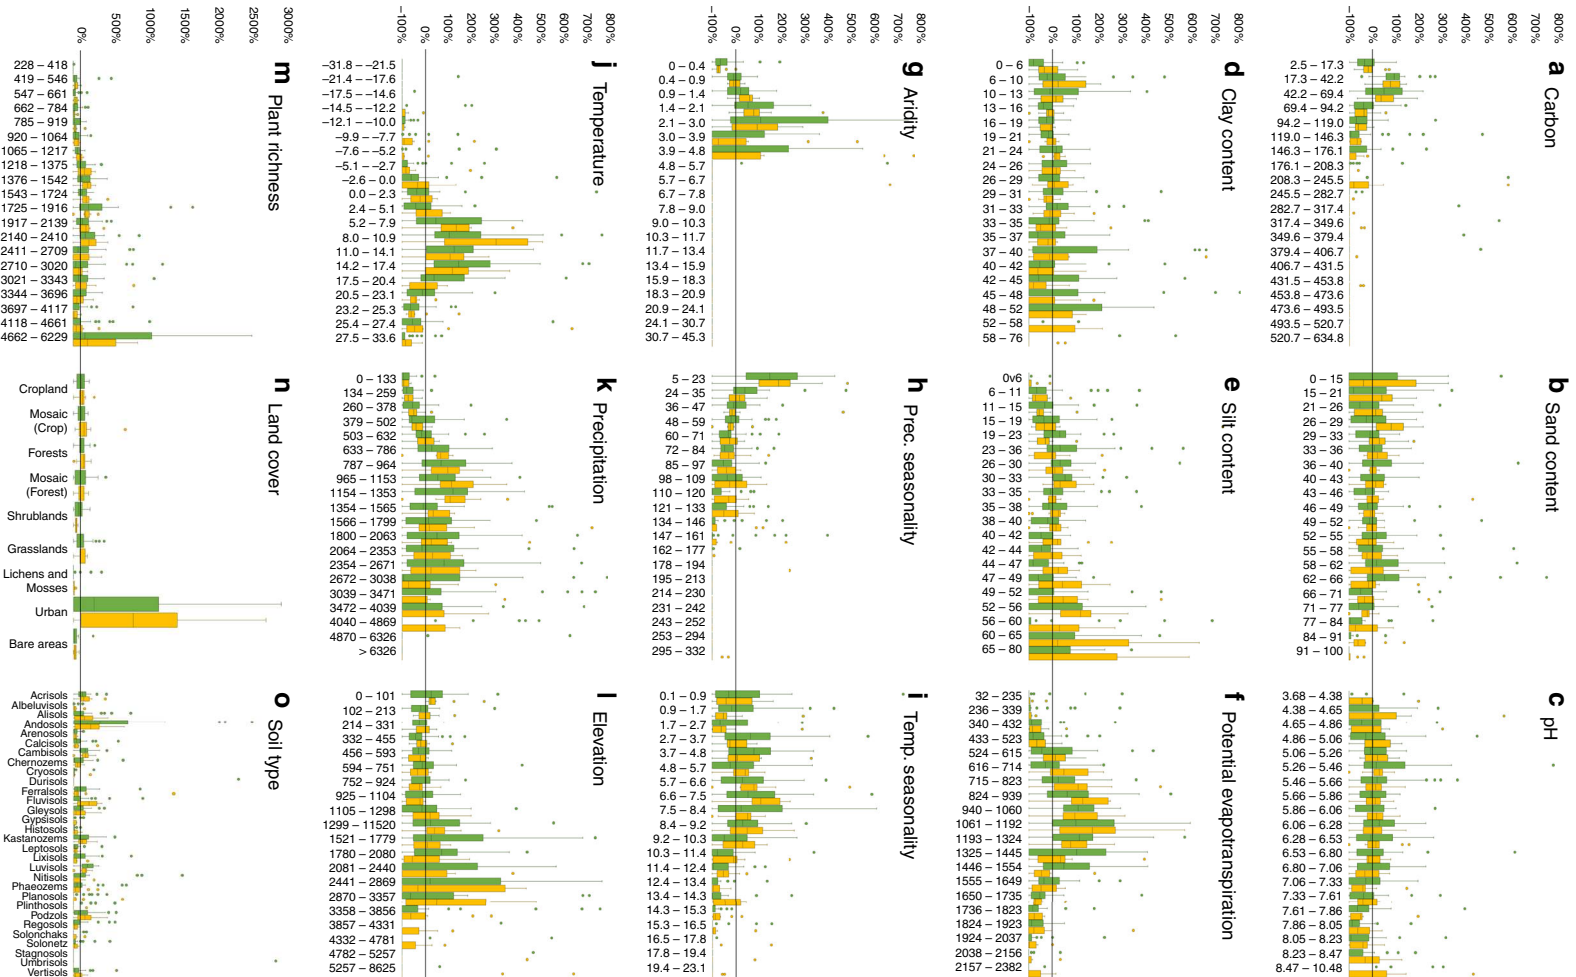 a Carbon
-100 0% 100% 200% 300% 400% 500% 600% 700% 800%
2.5 – 17.3
17.3 – 42.2
42.2 – 69.4
69.4 – 94.2
94.2 – 119.0
119.0 – 146.3
146.3 – 176.1
176.1 – 208.3
208.3 – 245.5
245.5 – 282.7
282.7 – 317.4
317.4 – 349.6
349.6 – 379.4
379.4 – 406.7
406.7 – 431.5
431.5 – 453.8
453.8 – 473.6
473.6 – 493.5
493.5 – 520.7
520.7 – 634.8
b Sand content
0 – 15
15 – 21
21 – 26
26 – 29
29 – 33
33 – 36
36 – 40
40 – 43
43 – 46
46 – 49
49 – 52
52 – 55
55 – 58
58 – 62
62 – 66
66 – 71
71 – 77
77 – 84
84 – 91
91 – 100
c pH
3.68 – 4.38
4.38 – 4.65
4.65 – 4.86
4.86 – 5.06
5.06 – 5.26
5.26 – 5.46
5.46 – 5.66
5.66 – 5.86
5.86 – 6.06
6.06 – 6.28
6.28 – 6.53
6.53 – 6.80
6.80 – 7.06
7.06 – 7.33
7.33 – 7.61
7.61 – 7.86
7.86 – 8.05
8.05 – 8.23
8.23 – 8.47
8.47 – 10.48
d Clay content
-100 0% 100% 200% 300% 400% 500% 600% 700% 800%
0 – 6
6 – 10
10 – 13
13 – 16
16 – 19
19 – 21
21 – 24
24 – 26
26 – 29
29 – 31
31 – 33
33 – 35
35 – 37
37 – 40
40 – 42
42 – 45
45 – 48
48 – 52
52 – 58
58 – 76
e Silt content
0v6
6 – 11
11 – 15
15 – 19
19 – 23
23 – 36
26 – 30
30 – 33
33 – 35
35 – 38
38 – 40
40 – 42
42 – 44
44 – 47
47 – 49
49 – 52
52 – 56
56 – 60
60 – 65
65 – 80
f Potential evapotranspiration
32 – 235
236 – 339
340 – 432
433 – 523
524 – 615
616 – 714
715 – 823
824 – 939
940 – 1060
1061 – 1192
1193 – 1324
1325 – 1445
1446 – 1554
1555 – 1649
1650 – 1735
1736 – 1823
1824 – 1923
1924 – 2037
2038 – 2156
2157 – 2382
g Aridity
-100% 0% 100% 200% 300% 400% 500% 600% 700% 800%
0 – 0.4
0.4 – 0.9
0.9 – 1.4
1.4 – 2.1
2.1 – 3.0
3.0 – 3.9
3.9 – 4.8
4.8 – 5.7
5.7 – 6.7
6.7 – 7.8
7.8 – 9.0
9.0 – 10.3
10.3 – 11.7
11.7 – 13.4
13.4 – 15.9
15.9 – 18.3
18.3 – 20.9
20.9 – 24.1
24.1 – 30.7
30.7 – 45.3
h Prec. seasonality
5 – 23
24 – 35
36 – 47
48 – 59
60 – 71
72 – 84
85 – 97
98 – 109
110 – 120
121 – 133
134 – 146
147 – 161
162 – 177
178 – 194
195 – 213
214 – 230
231 – 242
243 – 252
253 – 294
295 – 332
i Temp. seasonality
0.1 – 0.9
0.9 – 1.7
1.7 – 2.7
2.7 – 3.7
3.7 – 4.8
4.8 – 5.7
5.7 – 6.6
6.6 – 7.5
7.5 – 8.4
8.4 – 9.2
9.2 – 10.3
10.3 – 11.4
11.4 – 12.4
12.4 – 13.4
13.4 – 14.3
14.3 – 15.3
15.3 – 16.5
16.5 – 17.8
17.8 – 19.4
19.4 – 23.1
j Temperature
-100% 0% 100% 200% 300% 400% 500% 600% 700% 800%
–31.8 – –21.5
–21.4 – –17.6
–17.5 – –14.6
–14.5 – –12.2
–12.1 – –10.0
–9.9 – –7.7
–7.6 – –5.2
–5.1 – –2.7
–2.6 – 0.0
0.0 – 2.3
2.4 – 5.1
5.2 – 7.9
8.0 – 10.9
11.0 – 14.1
14.2 – 17.4
17.5 – 20.4
20.5 – 23.1
23.2 – 25.3
25.4 – 27.4
27.5 – 33.6
k Precipitation
0 – 133
134 – 259
260 – 378
379 – 502
503 – 632
633 – 786
787 – 964
965 – 1153
1154 – 1353
1354 – 1565
1566 – 1799
1800 – 2063
2064 – 2353
2354 – 2671
2672 – 3038
3039 – 3471
3472 – 4039
4040 – 4869
4870 – 6326
> 6326
l Elevation
0 – 101
102 – 213
214 – 331
332 – 455
456 – 593
594 – 751
752 – 924
925 – 1104
1105 – 1298
1299 – 11520
1521 – 1779
1780 – 2080
2081 – 2440
2441 – 2869
2870 – 3357
3358 – 3856
3857 – 4331
4332 – 4781
4782 – 5257
5257 – 8625
m Plant richness
0% 500% 1000% 1500% 2000% 2500% 3000%
228 – 418
419 – 546
547 – 661
662 – 784
785 – 919
920 – 1064
1065 – 1217
1218 – 1375
1376 – 1542
1543 – 1724
1725 – 1916
1917 – 2139
2140 – 2410
2411 – 2709
2710 – 3020
3021 – 3343
3344 – 3696
3697 – 4117
4118 – 4661
4662 – 6229
n Land cover
Cropland
Mosaic
(Crop)
Forests
Mosaic
(Forest)
Shrublands
Grasslands
Lichens and
Mosses
Urban
Bare areas
o Soil type
Acrisols
Albeluvisols
Alisols
Andosols
Arenosols
Calcisols
Cambisols
Chernozems
Cryosols
Durisols
Ferralsols
Fluvisols
Gleysols
Gypsisols
Histosols
Kastanozems
Leptosols
Lixisols
Luvisols
Nitisols
Phaeozems
Planosols
Plinthosols
Podzols
Regosols
Solonchaks
Solonetz
Stagnosols
Umbrisols
Vertisols